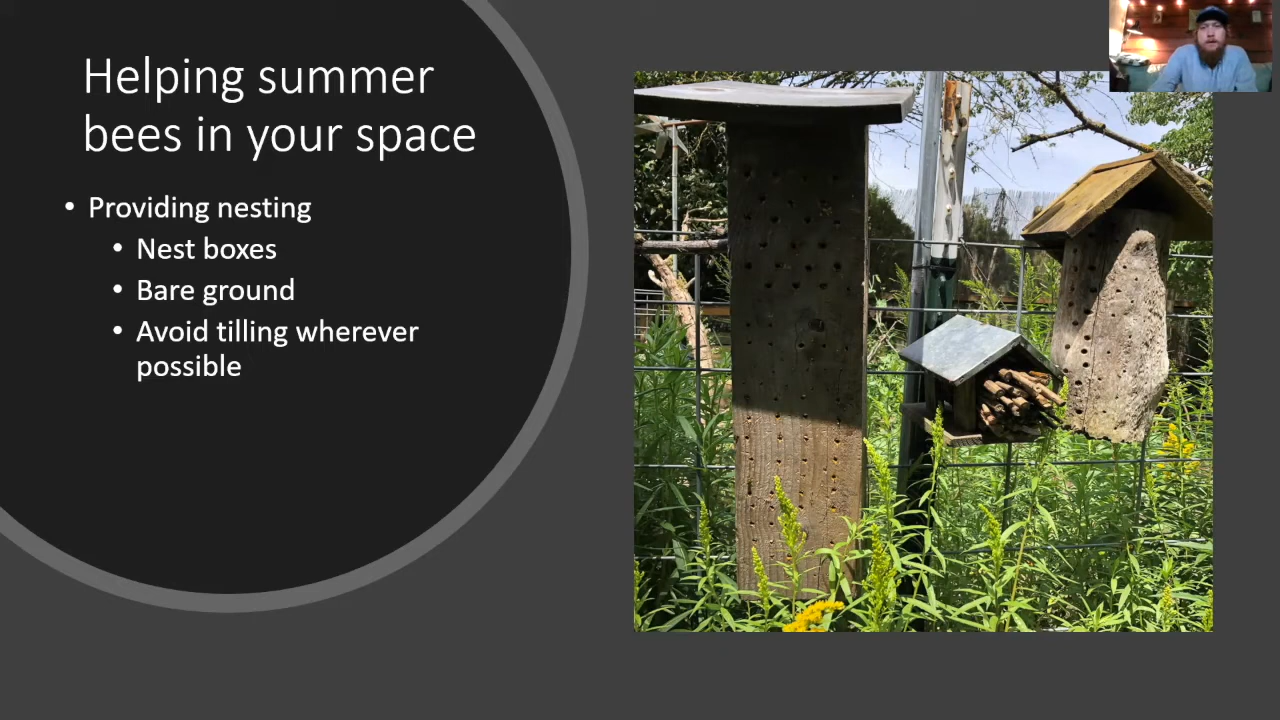 Helping summer
bees in your space
• Providing nesting
• Nest boxes
• Bare ground
• Avoid tilling wherever
possible